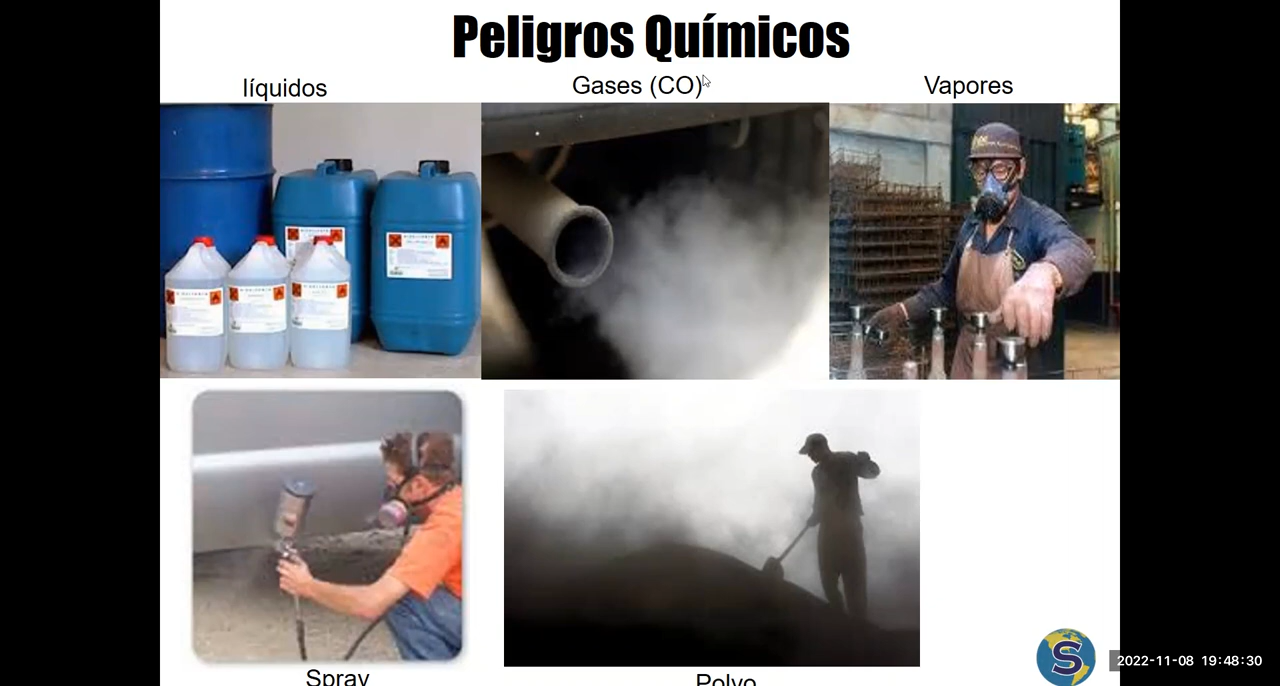 Peligros Químicos
líquidos
Gases (CO)
Vapores
Spray
Polvo
S
2022-11-08 19:48:30